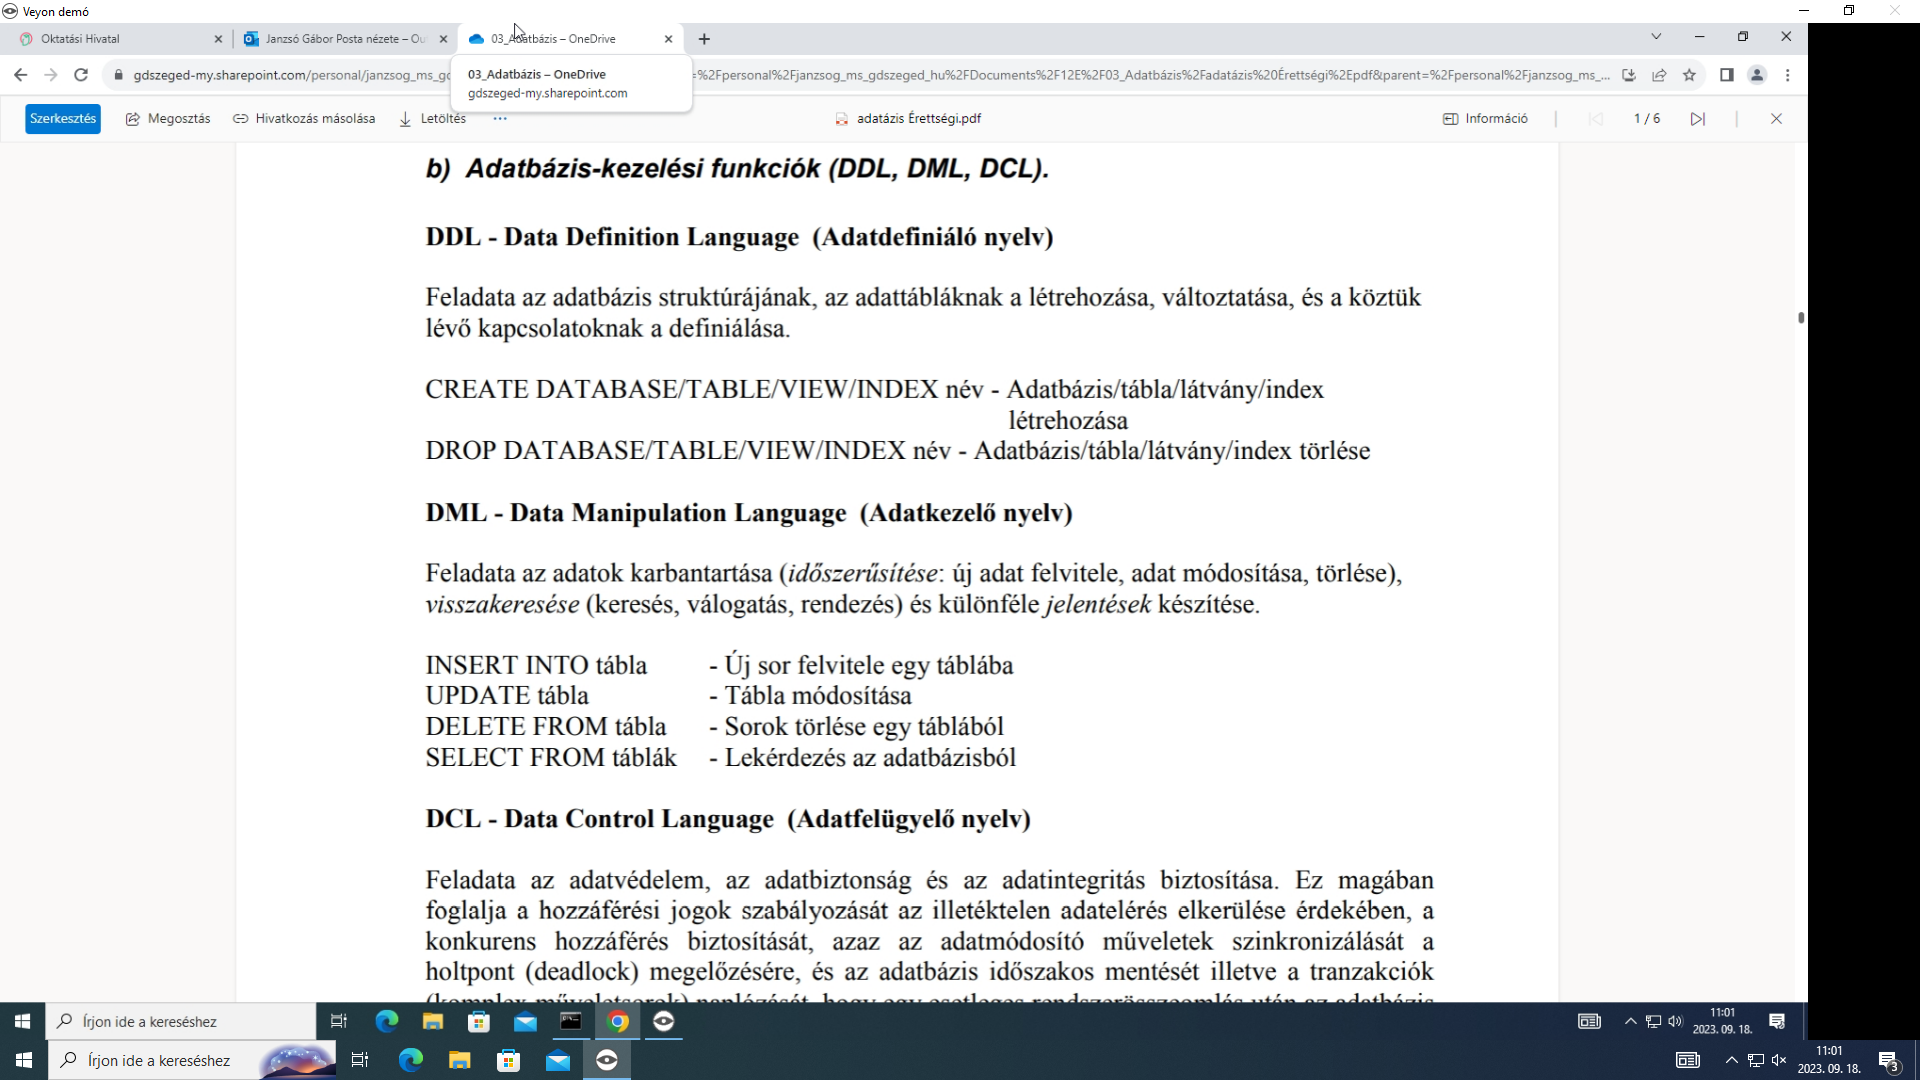 Veyon demó
Oktatási Hivatal
Janzsó Gábor Posta nézete – Ou
03_Adatbázis – OneDrive
gdszeged-my.sharepoint.com/personal/janzsog_ms_gd
=%2Fpersonal%2Fjanzsog_ms_gdszeged_hu%2FDocuments%2F12E%2F03_Adatbázis%2Fadatázis%20Érettségi%2Epdf&parent=%2Fpersonal%2Fjanzsog_ms_...
03_Adatbázis – OneDrive
gdszeged-my.sharepoint.com
Szerkesztés
Megosztás
Hivatkozás másolása
Letöltés
adatázis Érettségi.pdf
Információ
1 / 6
b) Adatbázis-kezelési funkciók (DDL, DML, DCL).
DDL - Data Definition Language (Adatdefiniáló nyelv)
Feladata az adatbázis struktúrájának, az adattábláknak a létrehozása, változtatása, és a köztük
lévő kapcsolatoknak a definiálása.
CREATE DATABASE/TABLE/VIEW/INDEX név - Adatbázis/tábla/látvány/index
létrehozása
DROP DATABASE/TABLE/VIEW/INDEX név - Adatbázis/tábla/látvány/index törlése
DML - Data Manipulation Language (Adatkezelő nyelv)
Feladata az adatok karbantartása (időszerűsítése: új adat felvitele, adat módosítása, törlése),
visszakeresése (keresés, válogatás, rendezés) és különféle jelentések készítése.
INSERT INTO tábla - Új sor felvitele egy táblába
UPDATE tábla - Tábla módosítása
DELETE FROM tábla - Sorok törlése egy táblából
SELECT FROM táblák - Lekérdezés az adatbázisból
DCL - Data Control Language (Adatfelügyelő nyelv)
Feladata az adatvédelem, az adatbiztonság és az adatintegritás biztosítása. Ez magában
foglalja a hozzáférési jogok szabályozását az illetéktelen adatelérés elkerülése érdekében, a
konkurens hozzáférés biztosítását, azaz az adatmódosító műveletek szinkronizálását a
holtpont (deadlock) megelőzésére, és az adatbázis időszakos mentését illetve a tranzakciók
(komplex műveletsorok) naplózását, hogy egy esetleges rendszerösszeomlás után az adatbázis
Írjon ide a kereséshez
11:01
2023. 09. 18.
Írjon ide a kereséshez
11:01
2023. 09. 18.
3